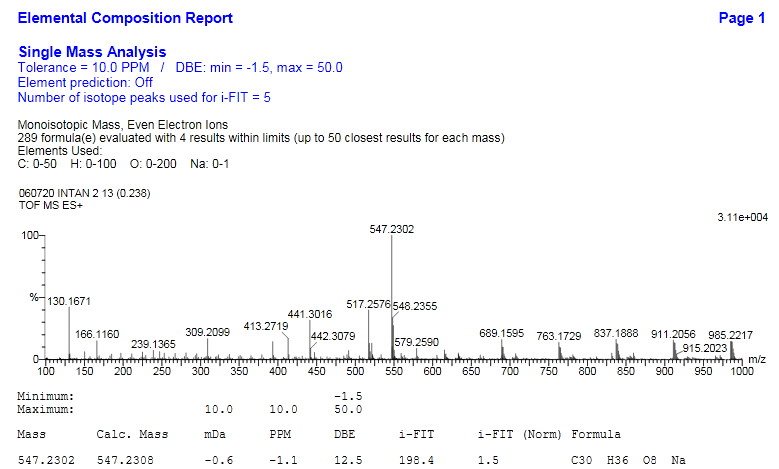 Elemental Composition Report
Page 1
Single Mass Analysis
Tolerance = 10.0 PPM / DBE: min = -1.5, max = 50.0
Element prediction: Off
Number of isotope peaks used for i-FIT = 5
Monoisotopic Mass, Even Electron Ions
289 formula(e) evaluated with 4 results within limits (up to 50 closest results for each mass)
Elements Used:
C: 0-50 H: 0-100 O: 0-200 Na: 0-1
060720 INTAN 2 13 (0.238)
TOF MS ES+
3.11e+004
100
547.2302
%
130.1671
166.1160
239.1365
309.2099
413.2719
441.3016
442.3079
517.2576
548.2355
579.2590
689.1595
763.1729
837.1888
911.2056
915.2023
985.2217
0
m/z
100 150 200 250 300 350 400 450 500 550 600 650 700 750 800 850 900 950 1000
Minimum: -1.5
Maximum: 10.0 10.0 50.0
Mass Calc. Mass mDa PPM DBE i-FIT i-FIT (Norm) Formula
547.2302 547.2308 -0.6 -1.1 12.5 198.4 1.5 C30 H36 O8 Na